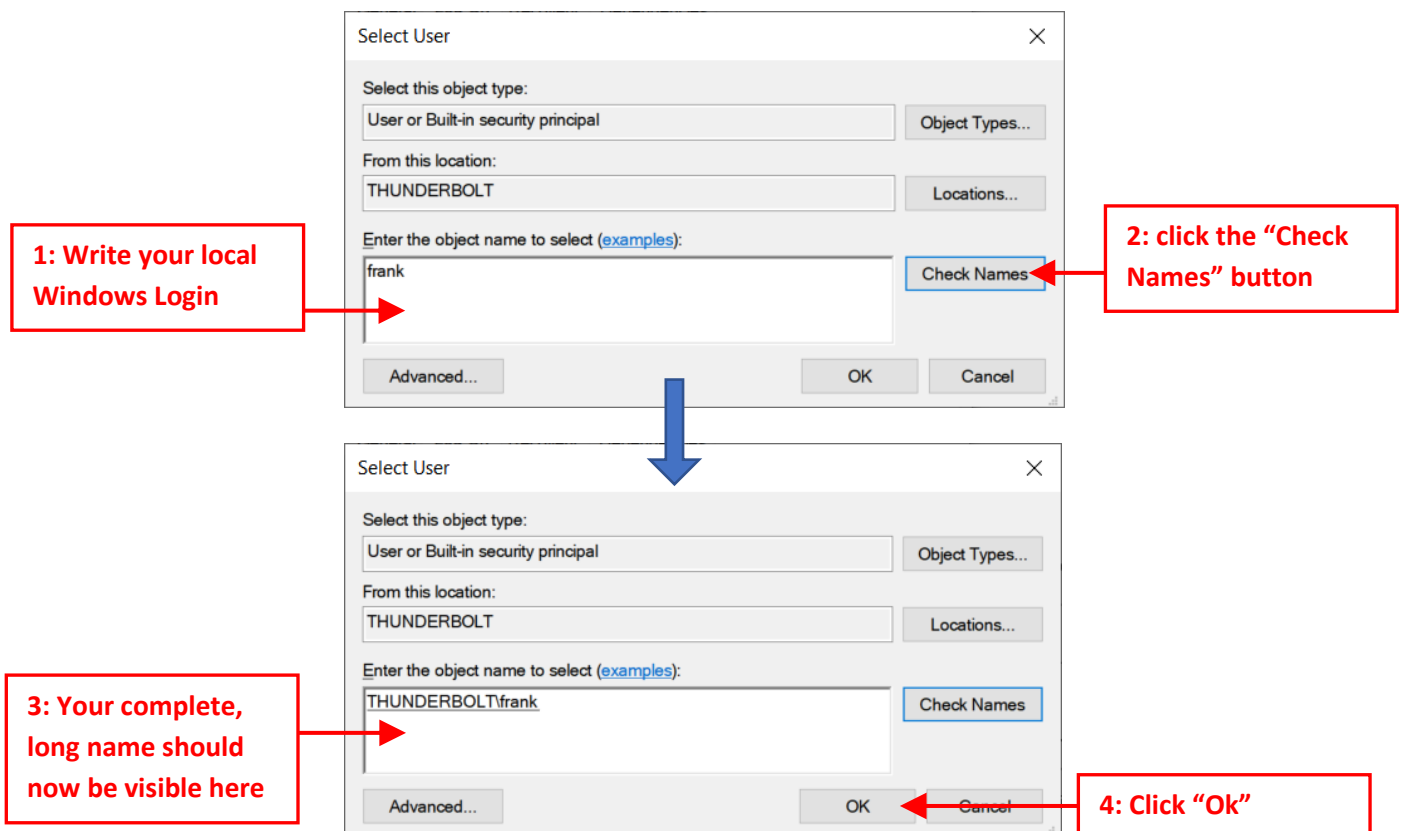 Select User
Select this object type:
User or Built-in security principal
Object Types...
From this location:
THUNDERBOLT
Locations...
1: Write your local
Windows Login
Enter the object name to select (examples):
frank
Check Names
2: click the “Check
Names” button
Advanced...
OK
Cancel
Select User
Select this object type:
User or Built-in security principal
Object Types...
From this location:
THUNDERBOLT
Locations...
3: Your complete,
long name should
now be visible here
Enter the object name to select (examples):
THUNDERBOLT\frank
Check Names
Advanced...
OK
Cancel
4: Click “Ok”